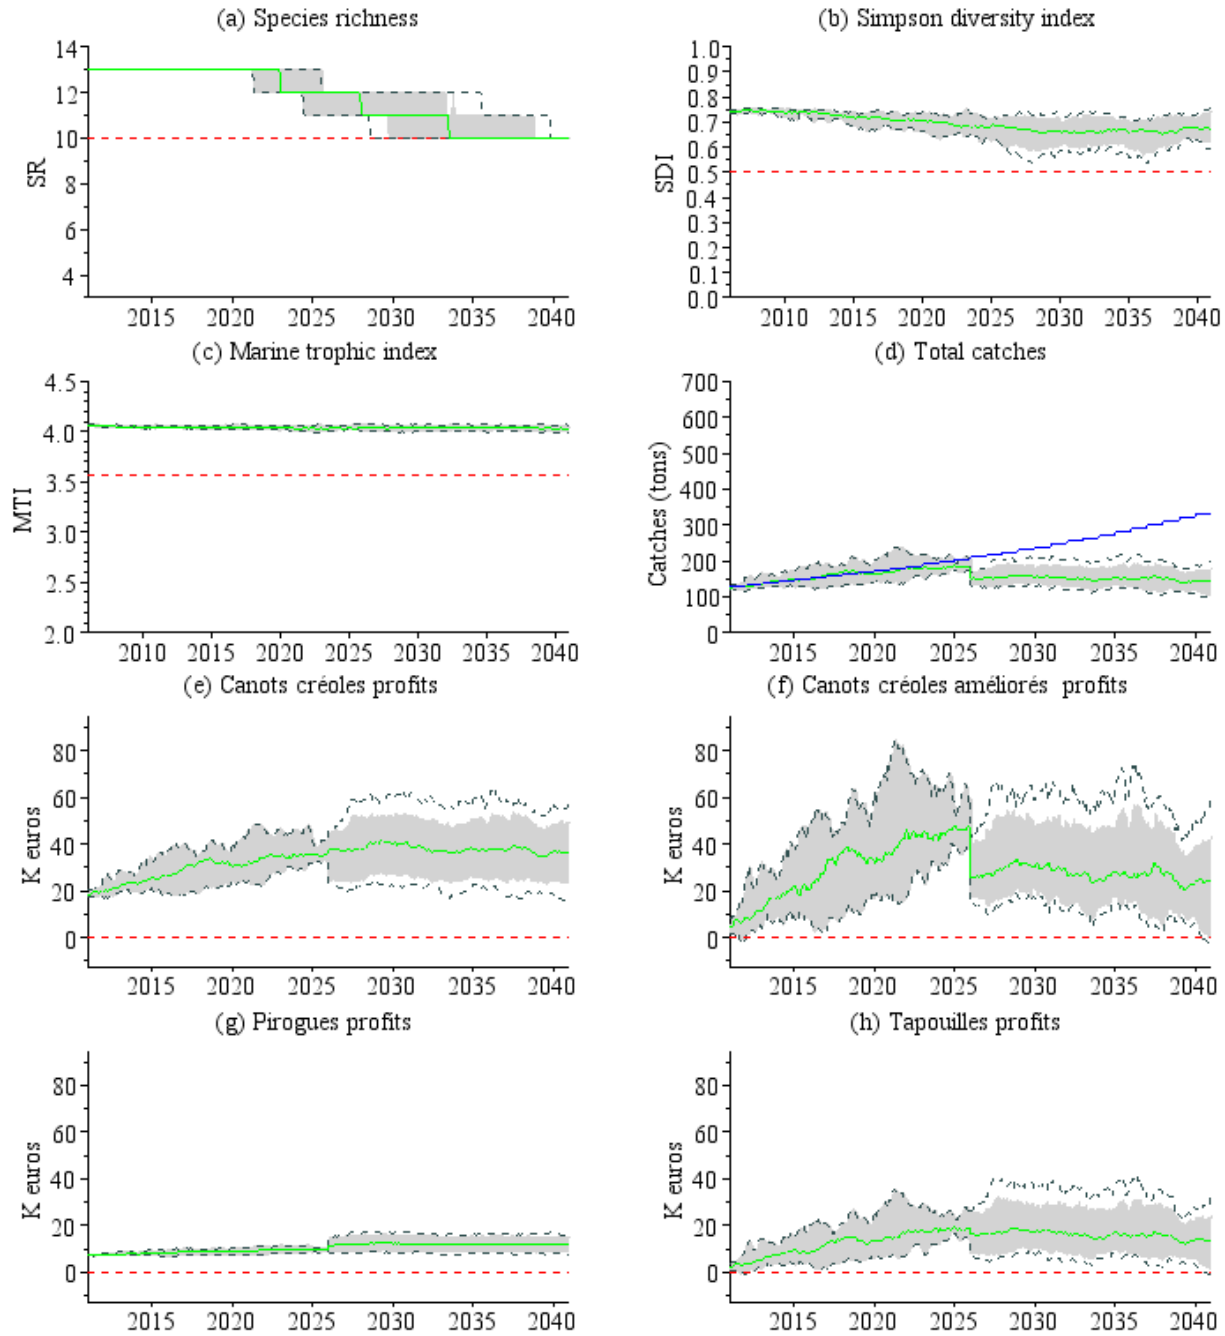 (a) Species richness
14
12
10
8
6
4
SR
2015 2020 2025 2030 2035 2040
(b) Simpson diversity index
1.0
0.9
0.8
0.7
0.6
0.5
0.4
0.3
0.2
0.1
0.0
SDI
2010 2015 2020 2025 2030 2035 2040
(c) Marine trophic index
4.5
4.0
3.5
3.0
2.5
2.0
MTI
2010 2015 2020 2025 2030 2035 2040
(d) Total catches
700
600
500
400
300
200
100
0
Catches (tons)
2015 2020 2025 2030 2035 2040
(e) Canots créoles profits
80
60
40
20
0
K euros
2015 2020 2025 2030 2035 2040
(f) Canots créoles améliorés profits
80
60
40
20
0
K euros
2015 2020 2025 2030 2035 2040
(g) Pirogues profits
80
60
40
20
0
K euros
2015 2020 2025 2030 2035 2040
(h) Tapouilles profits
80
60
40
20
0
K euros
2015 2020 2025 2030 2035 2040